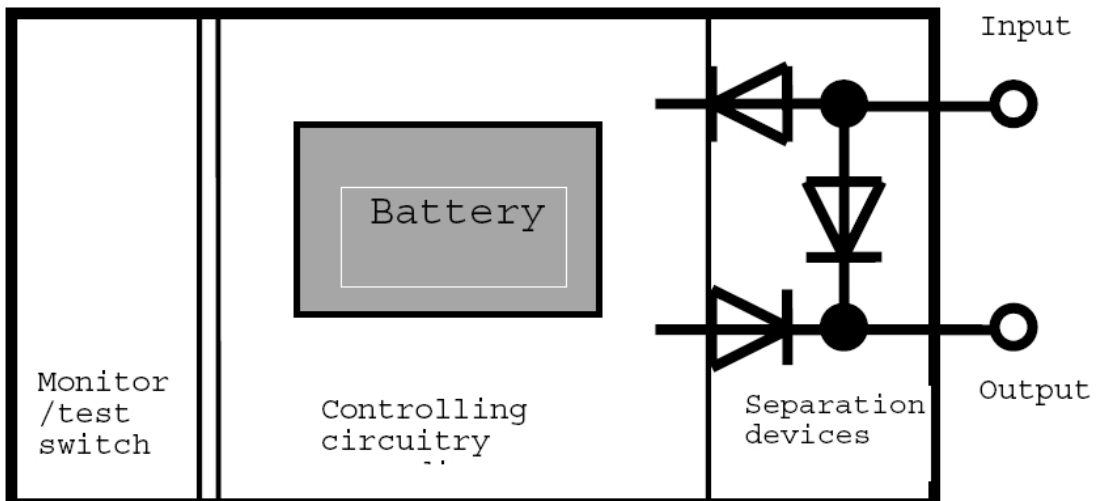 Input
Battery
Monitor
/test
switch
Controlling
circuitry
Separation
devices
Output